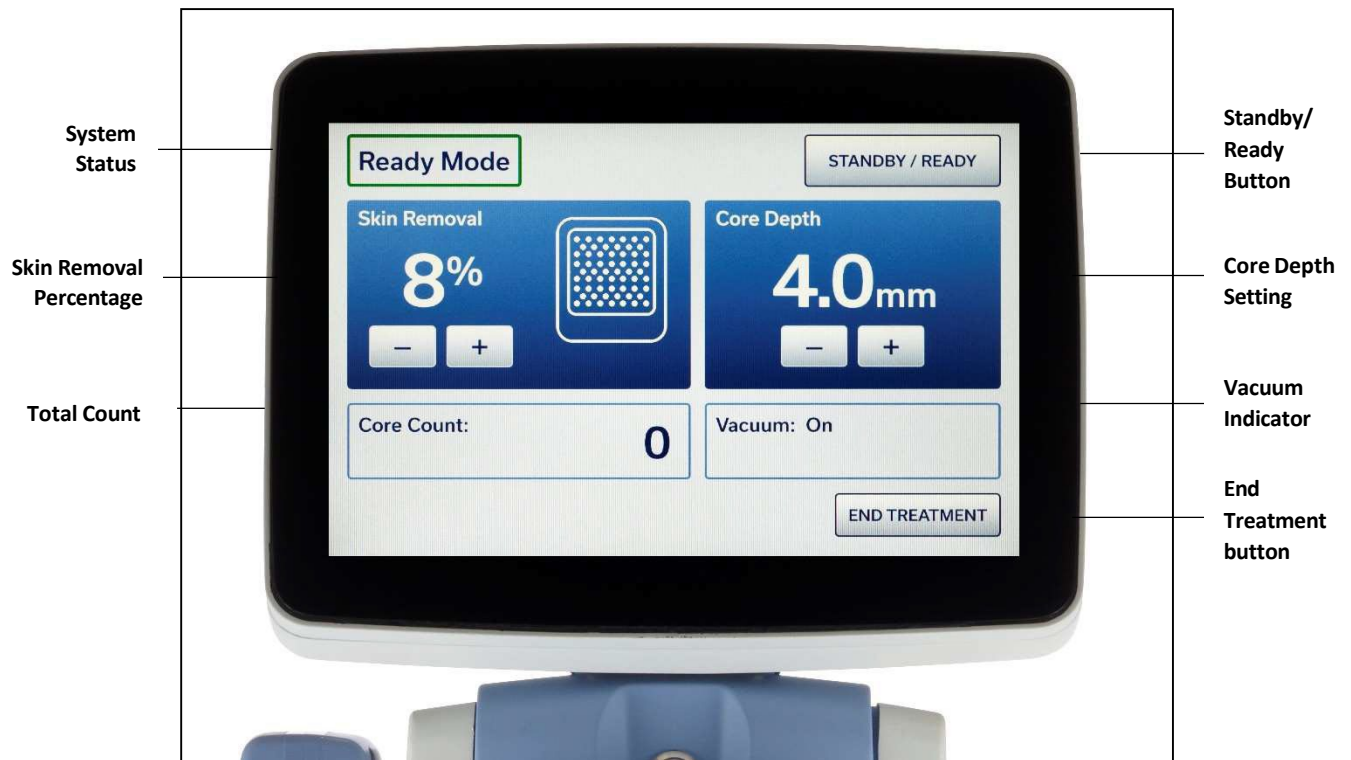 System
Status
Skin Removal
Percentage
Total Count
Ready Mode
STANDBY / READY
Skin Removal
8%
– +
Core Depth
4.0mm
– +
Core Count:
0
Vacuum: On
END TREATMENT
Standby/
Ready
Button
Core Depth
Setting
Vacuum
Indicator
End
Treatment
button